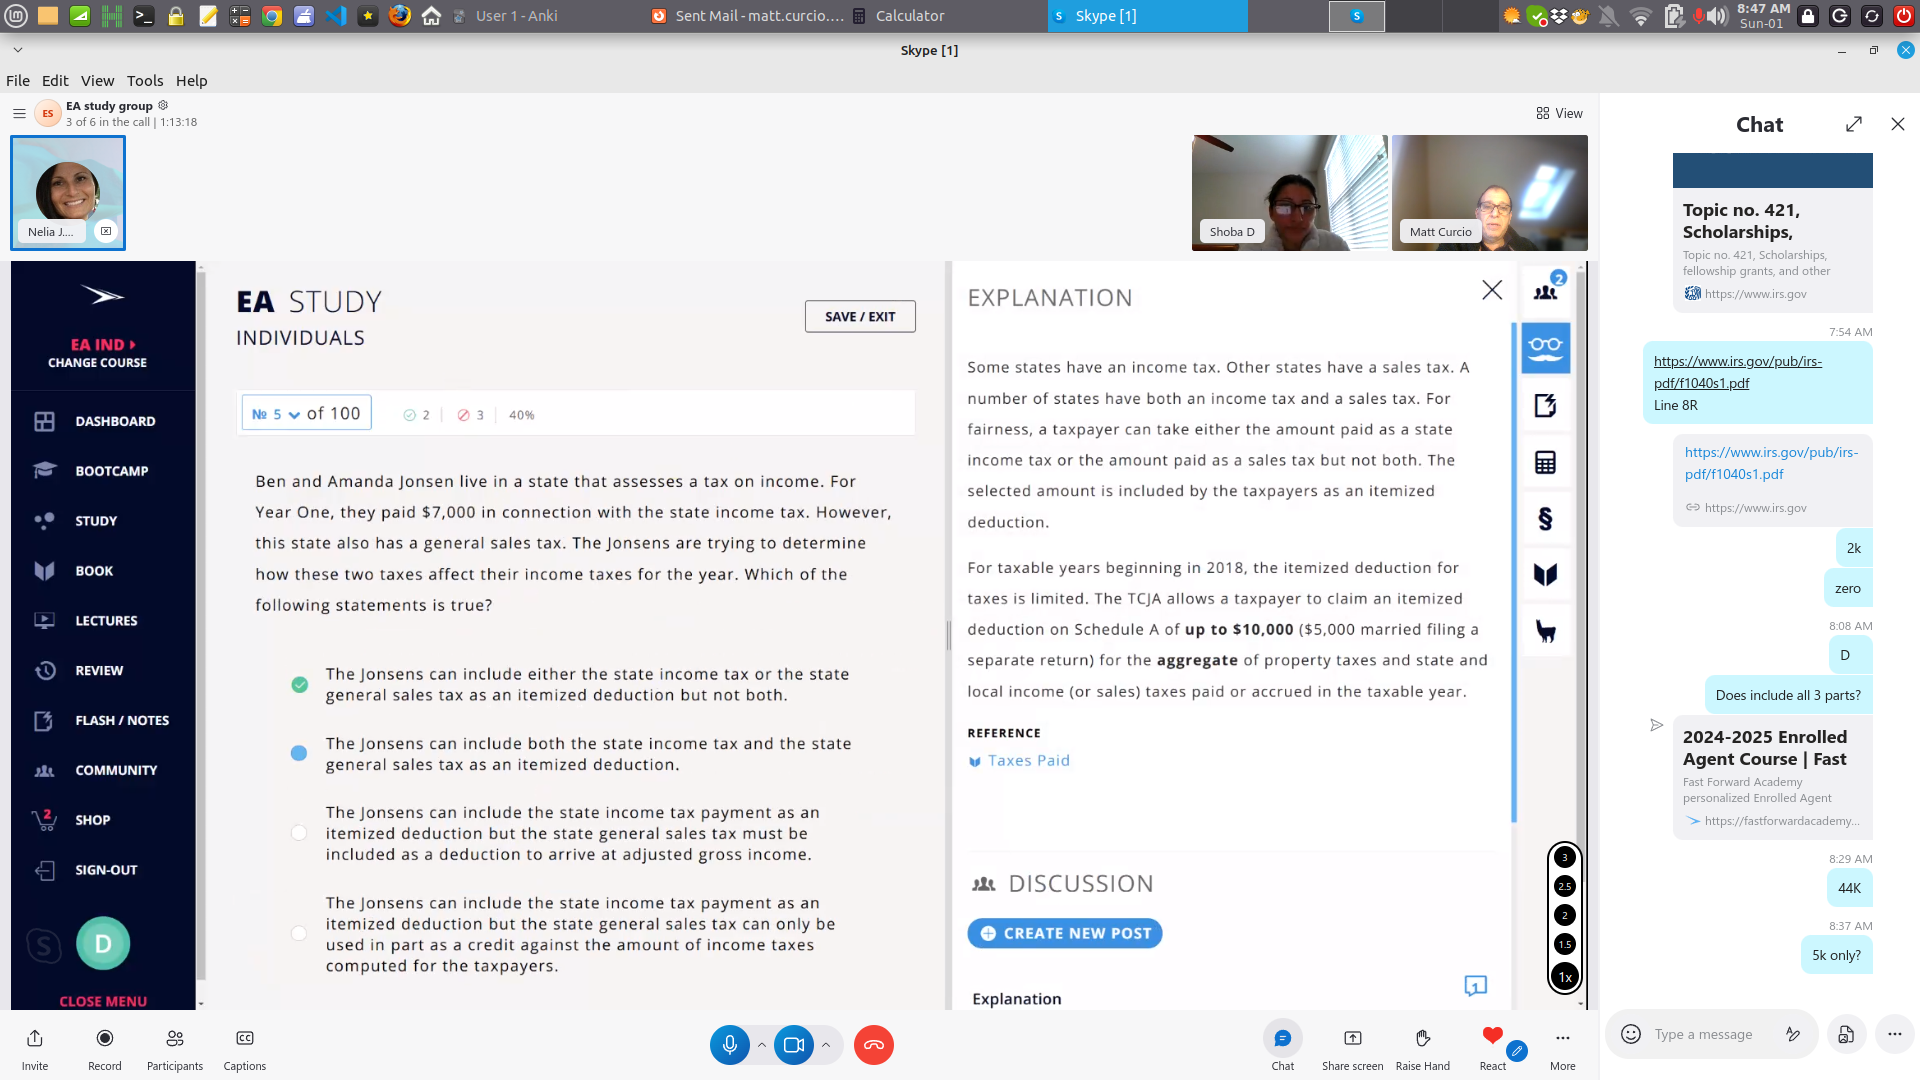 User 1 - Anki
Sent Mail - matt.curcio....
Calculator
Skype [1]
8:47 AM
Sun-01
Skype [1]
File Edit View Tools Help
ES
EA study group
3 of 6 in the call | 1:13:18
View
Nelia J....
Shoba D
Matt Curcio
EA IND
CHANGE COURSE
DASHBOARD
BOOTCAMP
STUDY
BOOK
LECTURES
REVIEW
FLASH / NOTES
COMMUNITY
2
SHOP
SIGN-OUT
D
CLOSE MENU
EA STUDY
INDIVIDUALS
SAVE / EXIT
№ 5 of 100
2 | 3 | 40%
Ben and Amanda Jonsen live in a state that assesses a tax on income. For
Year One, they paid $7,000 in connection with the state income tax. However,
this state also has a general sales tax. The Jonsens are trying to determine
how these two taxes affect their income taxes for the year. Which of the
following statements is true?
The Jonsens can include either the state income tax or the state
general sales tax as an itemized deduction but not both.
The Jonsens can include both the state income tax and the state
general sales tax as an itemized deduction.
The Jonsens can include the state income tax payment as an
itemized deduction but the state general sales tax must be
included as a deduction to arrive at adjusted gross income.
The Jonsens can include the state income tax payment as an
itemized deduction but the state general sales tax can only be
used in part as a credit against the amount of income taxes
computed for the taxpayers.
EXPLANATION
Some states have an income tax. Other states have a sales tax. A
number of states have both an income tax and a sales tax. For
fairness, a taxpayer can take either the amount paid as a state
income tax or the amount paid as a sales tax but not both. The
selected amount is included by the taxpayers as an itemized
deduction.
For taxable years beginning in 2018, the itemized deduction for
taxes is limited. The TCJA allows a taxpayer to claim an itemized
deduction on Schedule A of up to $10,000 ($5,000 married filing a
separate return) for the aggregate of property taxes and state and
local income (or sales) taxes paid or accrued in the taxable year.
REFERENCE
Taxes Paid
DISCUSSION
CREATE NEW POST
Explanation
1
2
§
3
2.5
2
1.5
1x
Chat
Topic no. 421,
Scholarships,
Topic no. 421, Scholarships,
fellowship grants, and other
https://www.irs.gov
7:54 AM
https://www.irs.gov/pub/irs-
pdf/f1040s1.pdf
Line 8R
https://www.irs.gov/pub/irs-
pdf/f1040s1.pdf
https://www.irs.gov
2k
zero
8:08 AM
D
Does include all 3 parts?
2024-2025 Enrolled
Agent Course | Fast
Fast Forward Academy
personalized Enrolled Agent
https://fastforwardacademy...
8:29 AM
44K
8:37 AM
5k only?
Type a message
Invite
Record
Participants
CC
Captions
Chat
Share screen
Raise Hand
React
More